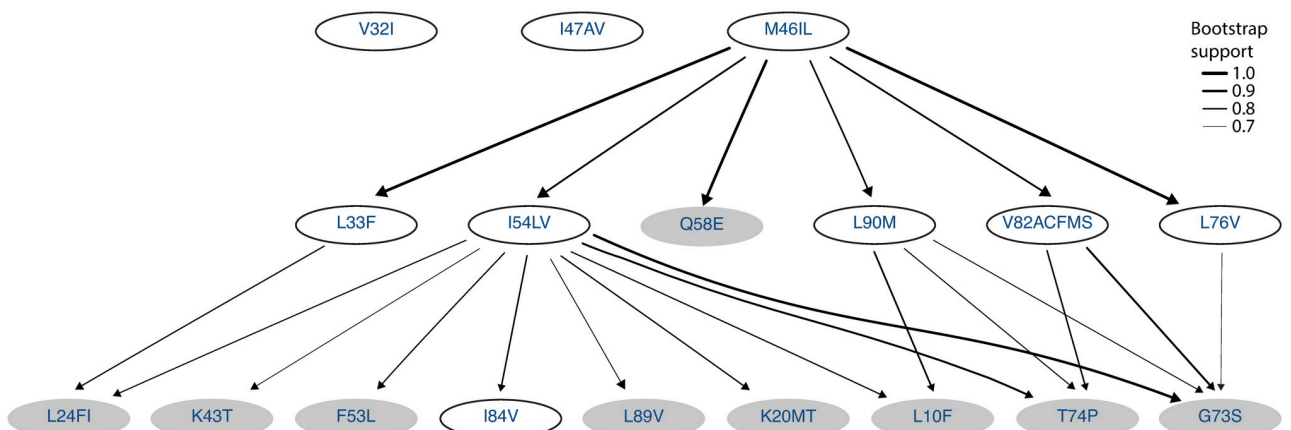 V32I
I47AV
M46IL
Bootstrap
support
1.0
0.9
0.8
0.7
L33F
I54LV
Q58E
L90M
V82ACFMS
L76V
L24FI
K43T
F53L
I84V
L89V
K20MT
L10F
T74P
G73S